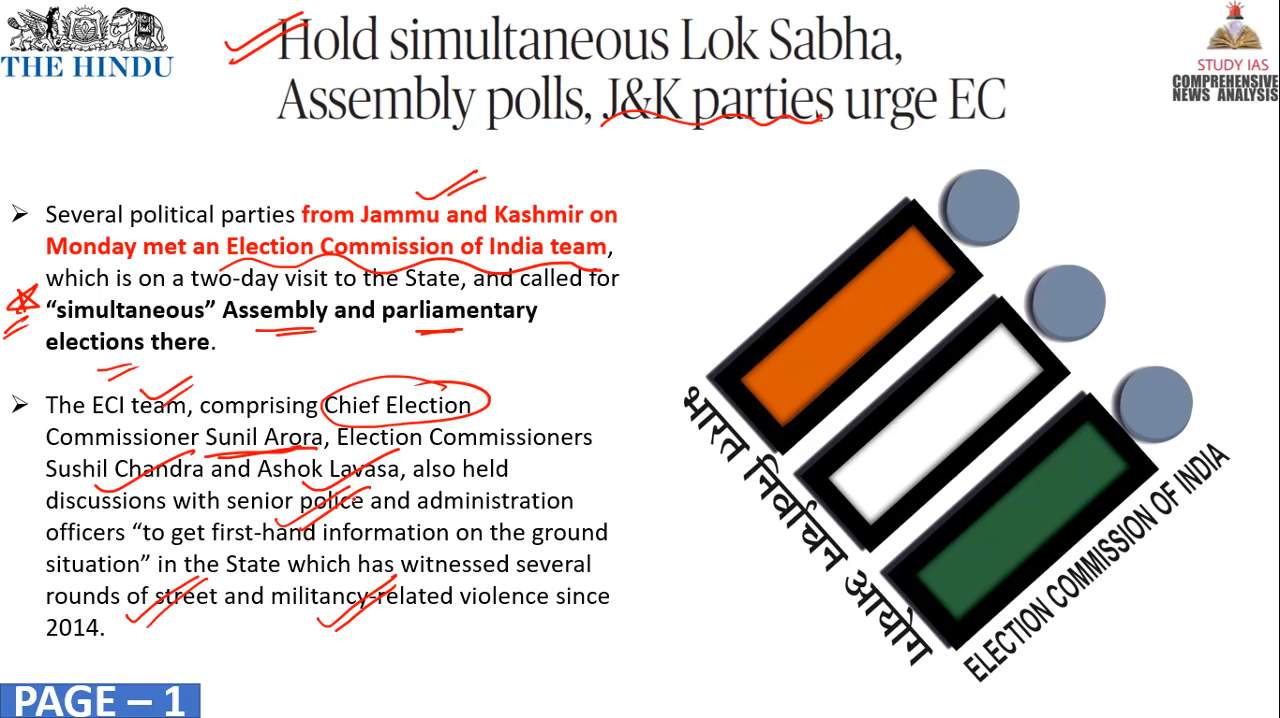 THE HINDU
Hold simultaneous Lok Sabha,
Assembly polls, J&K parties urge EC
STUDY IAS
COMPREHENSIVE
NEWS ANALYSIS
➢ Several political parties from Jammu and Kashmir on
Monday met an Election Commission of India team,
which is on a two-day visit to the State, and called for
“simultaneous” Assembly and parliamentary
elections there.
➢ The ECI team, comprising Chief Election
Commissioner Sunil Arora, Election Commissioners
Sushil Chandra and Ashok Lavasa, also held
discussions with senior police and administration
officers “to get first-hand information on the ground
situation” in the State which has witnessed several
rounds of street and militancy-related violence since
2014.
भारत निर्वाचन आयोग
ELECTION COMMISSION OF INDIA
PAGE – 1